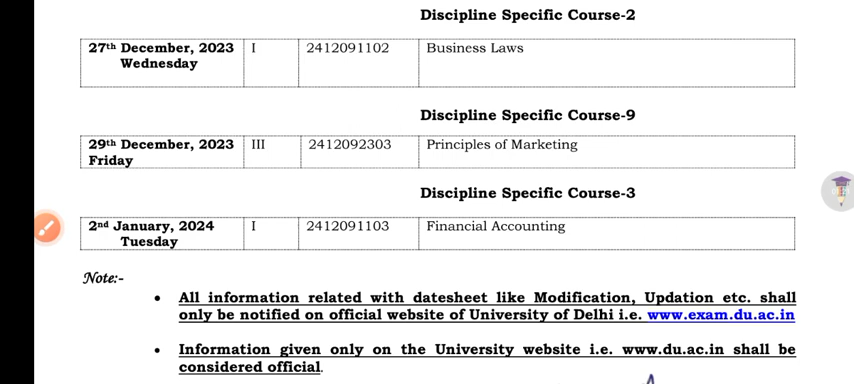 Discipline Specific Course-2
27th December, 2023 I 2412091102 Business Laws
Wednesday
Discipline Specific Course-9
29th December, 2023 III 2412092303 Principles of Marketing
Friday
Discipline Specific Course-3
2nd January, 2024 I 2412091103 Financial Accounting
Tuesday
Note:-
• All information related with datesheet like Modification, Updation etc. shall
only be notified on official website of University of Delhi i.e. www.exam.du.ac.in
• Information given only on the University website i.e. www.du.ac.in shall be
considered official.